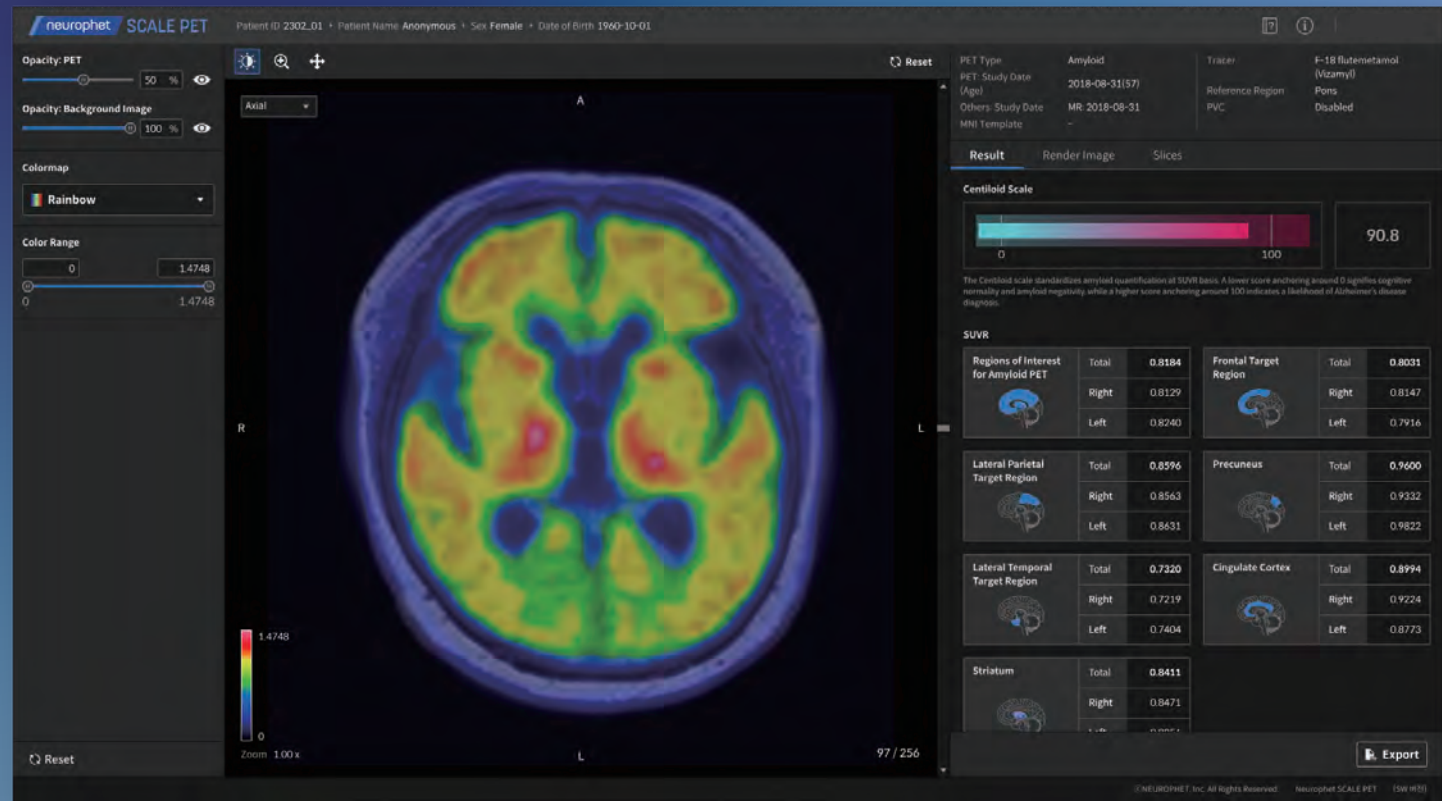 neurophet SCALE PET
Patient ID 2302_01 • Patient Name Anonymous • Sex Female • Date of Birth 1960-10-01
Opacity: PET
50 %
Opacity: Background Image
100 %
Colormap
Rainbow
Color Range
0 1.4748
0 1.4748
Reset
Reset
Axial
A
R
L
L
1.4748
0
Zoom 1.00 x
97 / 256
PET Type Amyloid
PET: Study Date (Age) 2018-08-31(57)
Others: Study Date MR: 2018-08-31
MNI Template -
Tracer F-18 flutemetamol (Vizamyl)
Reference Region Pons
PVC Disabled
Result Render Image Slices
Centiloid Scale
0 100
90.8
The Centiloid scale standardizes amyloid quantification of SUVR basis. A lower score anchoring around 0 signifies cognitive
normality and amyloid negativity, while a higher score anchoring around 100 indicates a likelihood of Alzheimer's disease
diagnosis.
SUVR
Regions of Interest for Amyloid PET
Total 0.8184
Right 0.8129
Left 0.8240
Frontal Target Region
Total 0.8031
Right 0.8147
Left 0.7916
Lateral Parietal Target Region
Total 0.8596
Right 0.8563
Left 0.8631
Precuneus
Total 0.9600
Right 0.9332
Left 0.9822
Lateral Temporal Target Region
Total 0.7320
Right 0.7219
Left 0.7404
Cingulate Cortex
Total 0.8994
Right 0.9224
Left 0.8773
Striatum
Total 0.8411
Right 0.8471
Export
NEUROPHET, Inc. All Rights Reserved. Neurophet SCALE PET